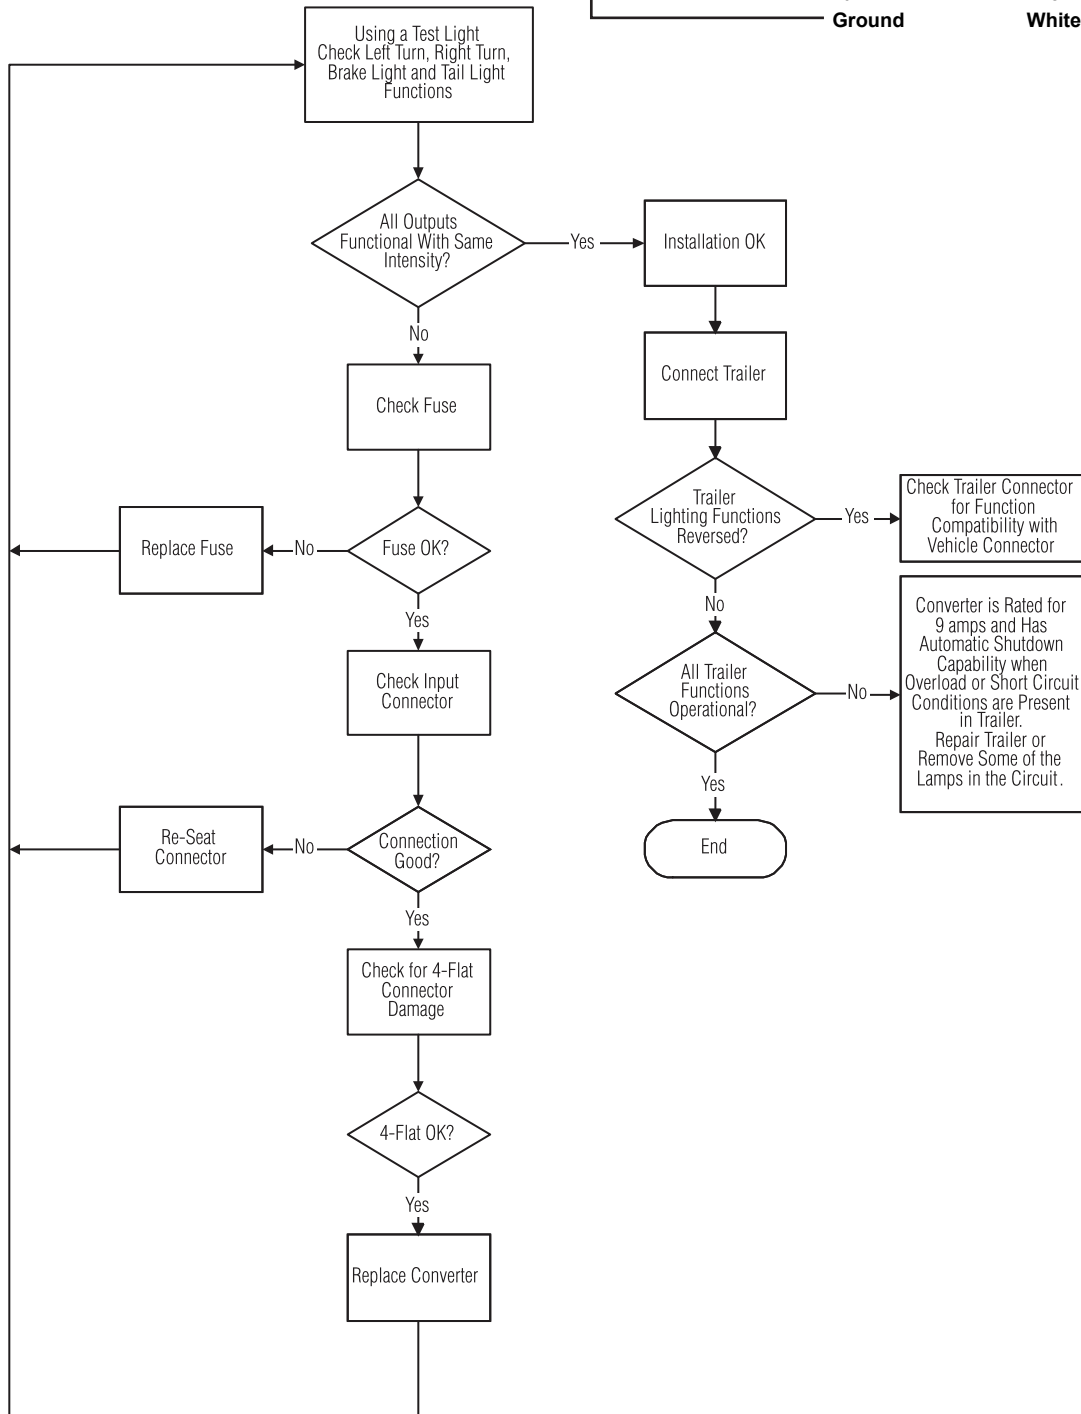 Ground White
Using a Test Light
Check Left Turn, Right Turn,
Brake Light and Tail Light
Functions
All Outputs
Functional With Same
Intensity?
Yes
Installation OK
No
Connect Trailer
Check Fuse
Trailer
Lighting Functions
Reversed?
Yes
Check Trailer Connector
for Function
Compatibility with
Vehicle Connector
Replace Fuse
No
Fuse OK?
No
Yes
Converter is Rated for
9 amps and Has
Automatic Shutdown
Capability when
Overload or Short Circuit
Conditions are Present
in Trailer.
Repair Trailer or
Remove Some of the
Lamps in the Circuit.
Check Input
Connector
All Trailer
Functions
Operational?
No
Yes
Re-Seat
Connector
No
Connection
Good?
End
Yes
Check for 4-Flat
Connector
Damage
4-Flat OK?
Yes
Replace Converter